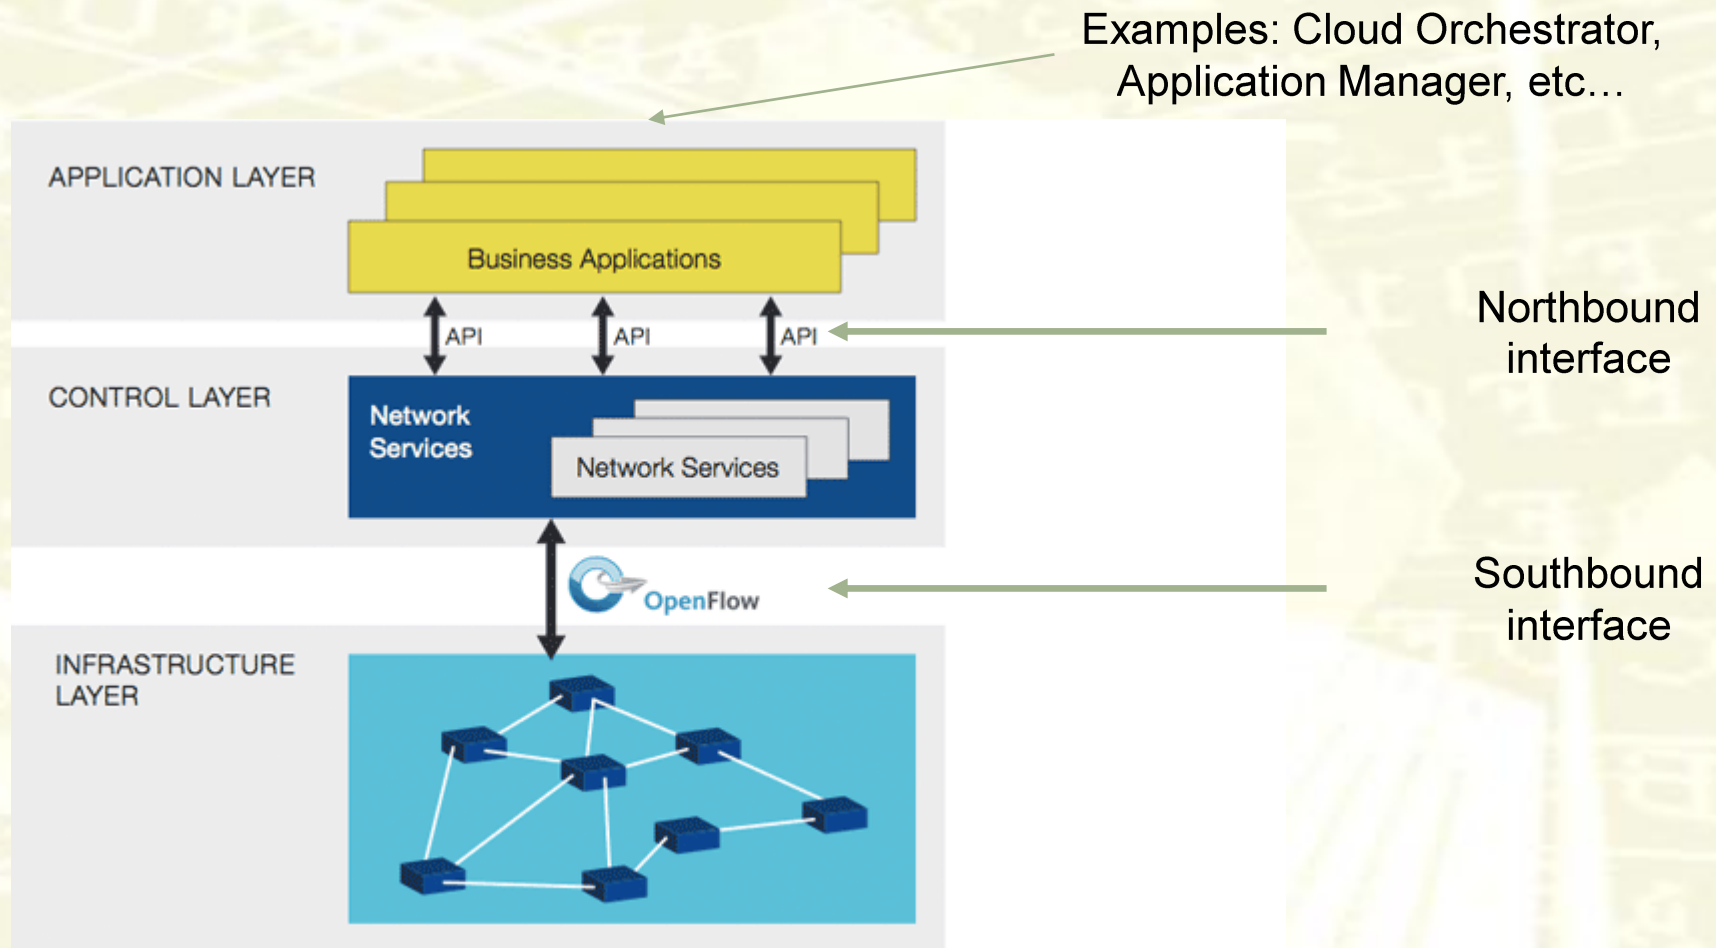 Examples: Cloud Orchestrator,
Application Manager, etc…
APPLICATION LAYER
Business Applications
API
API
API
Northbound
interface
CONTROL LAYER
Network
Services
Network Services
OpenFlow
Southbound
interface
INFRASTRUCTURE
LAYER